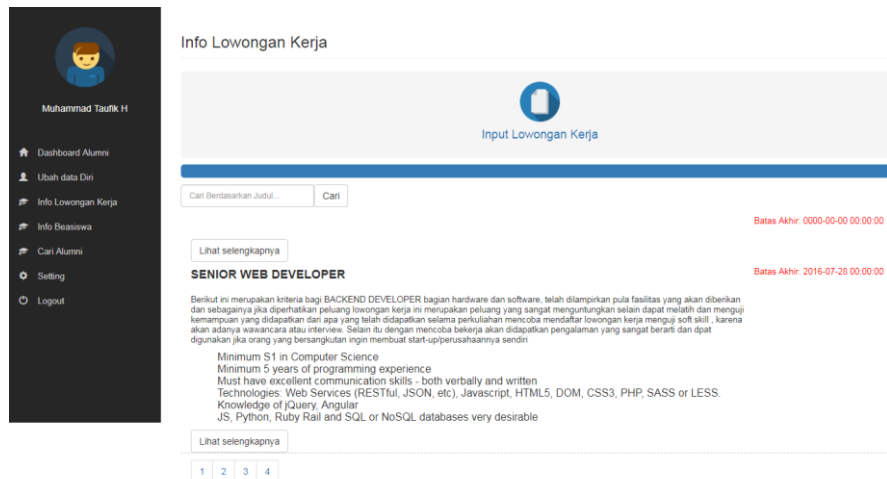 Muhammad Taufik H
Dashboard Alumni
Ubah data Diri
Info Lowongan Kerja
Info Beasiswa
Cari Alumni
Setting
Logout
Info Lowongan Kerja
Input Lowongan Kerja
Cari Berdasarkan Judul... Cari
Batas Akhir: 0000-00-00 00:00:00
Lihat selengkapnya
SENIOR WEB DEVELOPER Batas Akhir: 2016-07-28 00:00:00
Berikut ini merupakan kriteria bagi BACKEND DEVELOPER bagian hardware dan software, telah dilampirkan pula fasilitas yang akan diberikan
dan sebagainya jika diperhatikan peluang lowongan kerja ini merupakan peluang yang sangat menguntungkan selain dapat melatih dan menguji
kemampuan yang didapatkan dari apa yang telah didapatkan selama perkuliahan mencoba mendaftar lowongan kerja menguji soft skill , karena
akan adanya wawancara atau interview. Selain itu dengan mencoba bekerja akan didapatkan pengalaman yang sangat berarti dan dpat
digunakan jika orang yang bersangkutan ingin membuat start-up/perusahaannya sendiri
Minimum S1 in Computer Science
Minimum 5 years of programming experience
Must have excellent communication skills - both verbally and written
Technologies: Web Services (RESTful, JSON, etc), Javascript, HTML5, DOM, CSS3, PHP, SASS or LESS.
Knowledge of jQuery, Angular
JS, Python, Ruby Rail and SQL or NoSQL databases very desirable
Lihat selengkapnya
1 2 3 4